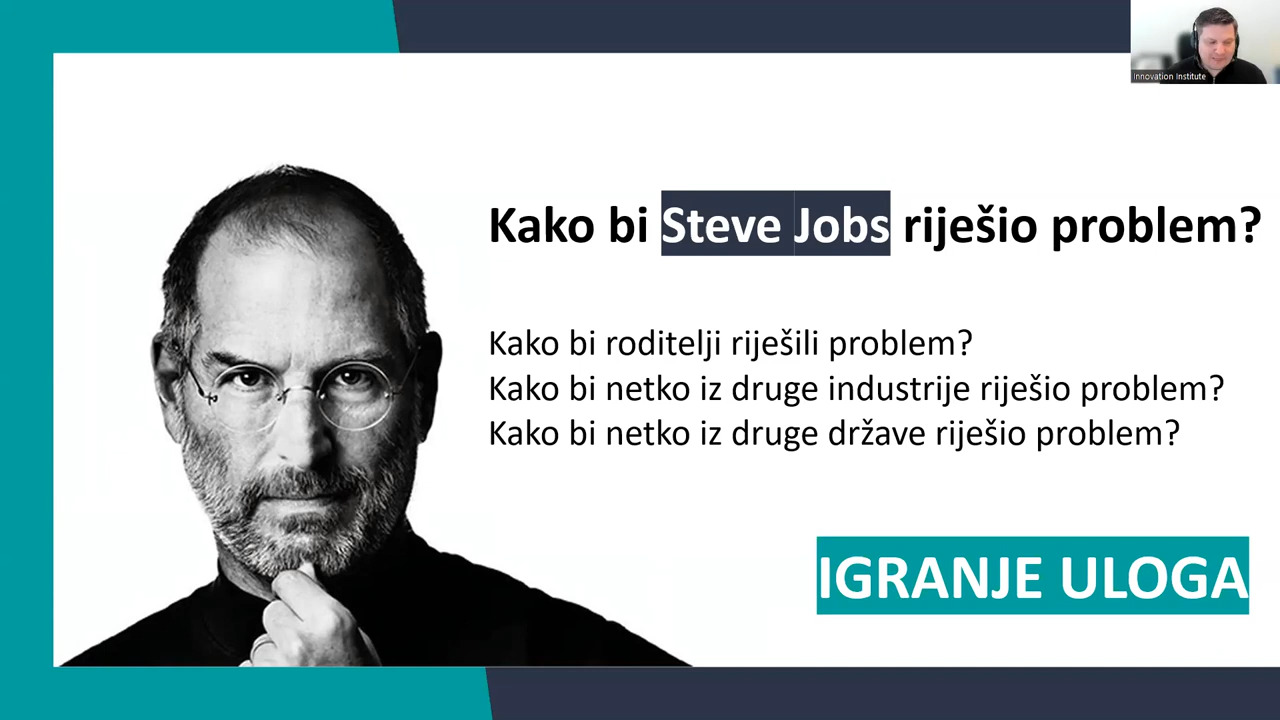 Innovation Institute
Kako bi Steve Jobs riješio problem?
Kako bi roditelji riješili problem?
Kako bi netko iz druge industrije riješio problem?
Kako bi netko iz druge države riješio problem?
IGRANJE ULOGA